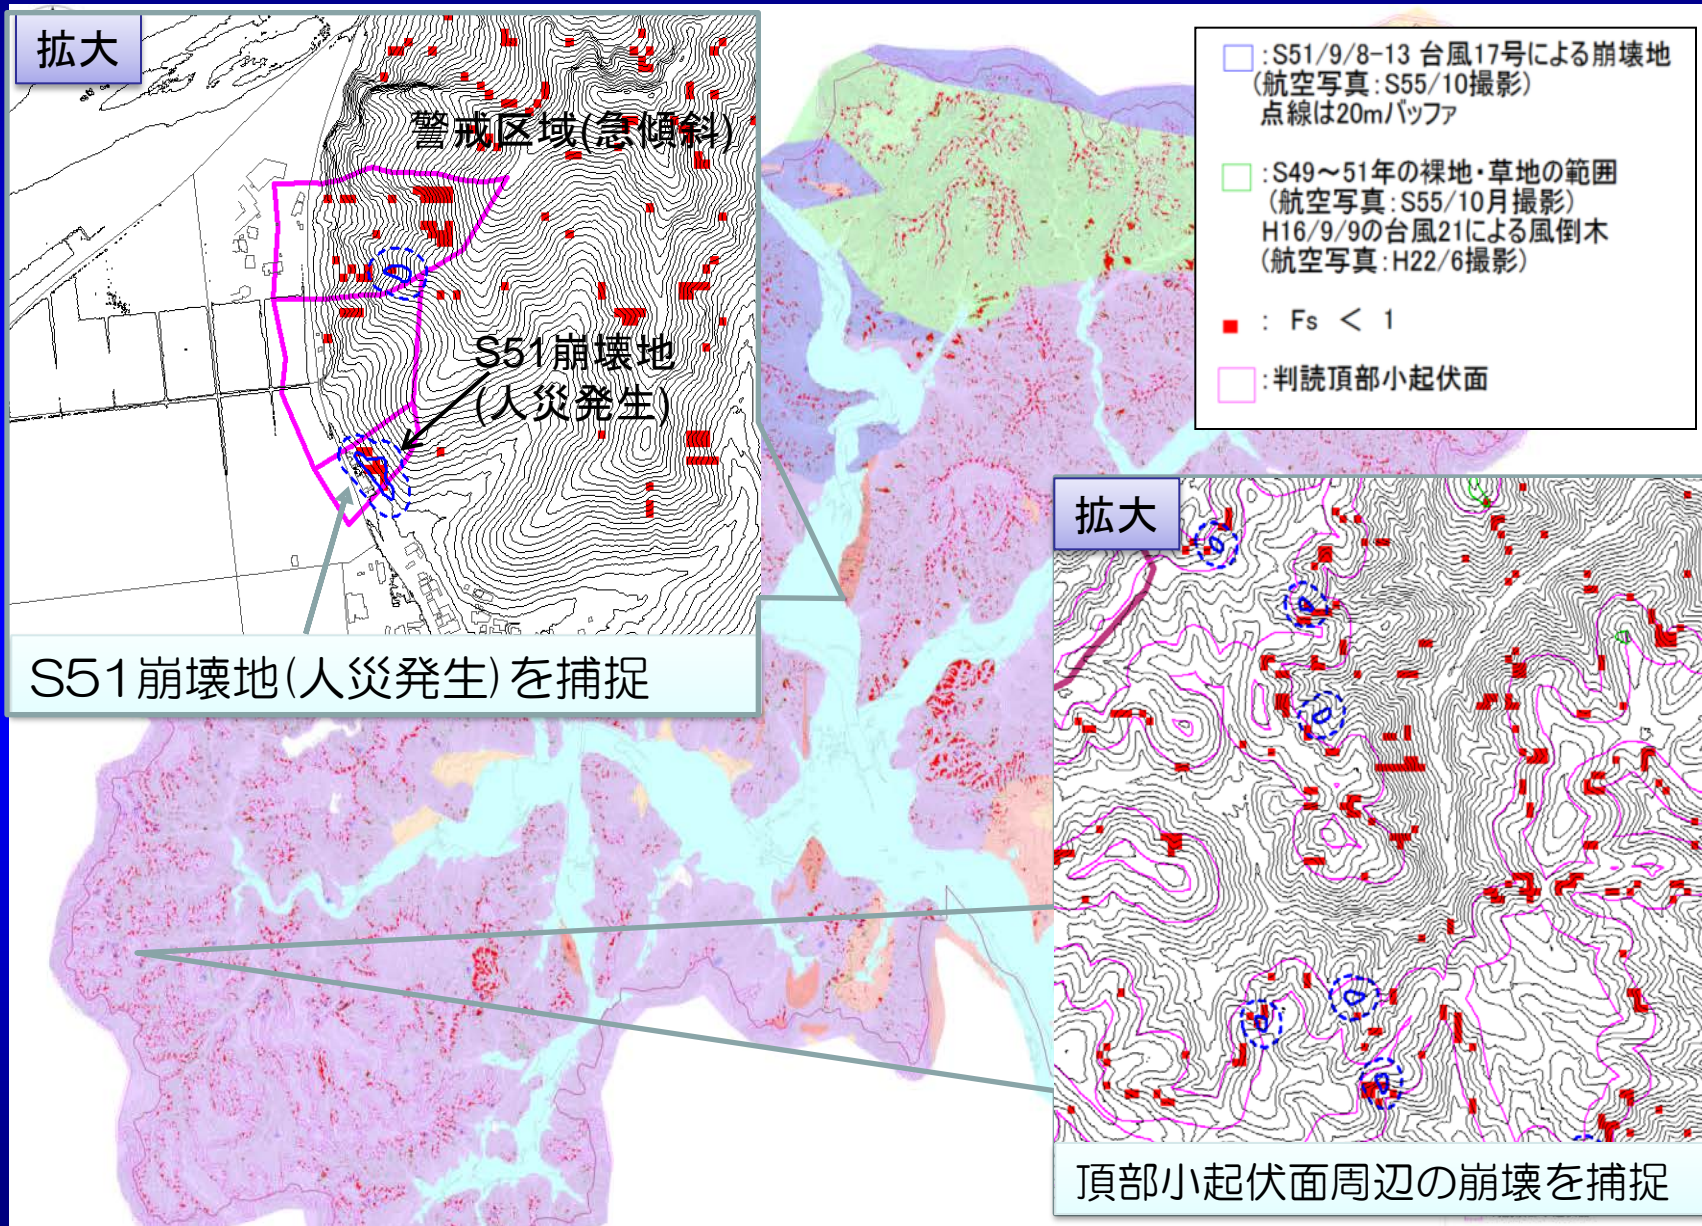 拡大
警戒区域(急傾斜)
S51崩壊地
(人災発生)
S51崩壊地(人災発生)を捕捉
:S51/9/8-13 台風17号による崩壊地
(航空写真:S55/10撮影)
点線は20mバッファ
:S49～51年の裸地・草地の範囲
(航空写真:S55/10月撮影)
H16/9/9の台風21による風倒木
(航空写真:H22/6撮影)
: Fs < 1
:判読頂部小起伏面
拡大
頂部小起伏面周辺の崩壊を捕捉